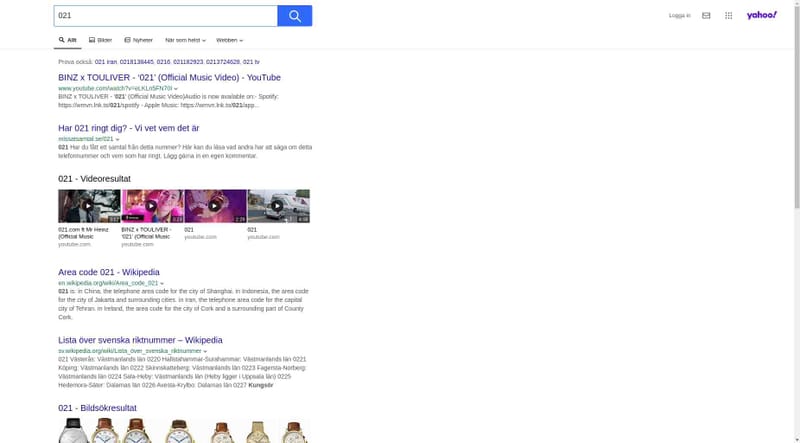 021
Logga in
yahoo!
Allt
Bilder
Nyheter
När som helst
Webben
Prova också: 021 iran, 0218138445, 0216, 021182923, 0213724628, 021 tv
BINZ x TOULIVER - '021' (Official Music Video) - YouTube
www.youtube.com/watch?v=eLKLn5FN70I
BINZ x TOULIVER - '021' (Official Music Video)Audio is now available on:- Spotify:
https://wmvn.lnk.to/021/spotify - Apple Music: https://wmvn.lnk.to/021/app...
Har 021 ringt dig? - Vi vet vem det är
missatsamtal.se/021
021 Har du fått ett samtal från detta nummer? Här kan du läsa vad andra har att säga om detta
telefonnummer och vem som har ringt. Lägg gärna in en egen kommentar.
021 - Videoresultat
021.com ft Mr Heinz
(Official Music
youtube.com
BINZ x TOULIVER -
'021' (Official Music
youtube.com
2:26
021
youtube.com
4:08
021
youtube.com
Area code 021 - Wikipedia
en.wikipedia.org/wiki/Area_code_021
021 is: in China, the telephone area code for the city of Shanghai. in Indonesia, the area code
for the city of Jakarta and surrounding cities. in Iran, the telephone area code for the capital
city of Tehran. in Ireland, the area code for the city of Cork and a surrounding part of County
Cork.
Lista över svenska riktnummer – Wikipedia
sv.wikipedia.org/wiki/Lista_över_svenska_riktnummer
021 Västerås: Västmanlands län 0220 Hallstahammar-Surahammar: Västmanlands län 0221
Köping: Västmanlands län 0222 Skinnskatteberg: Västmanlands län 0223 Fagersta-Norberg:
Västmanlands län 0224 Sala-Heby: Västmanlands län (Heby ligger i Uppsala län) 0225
Hedemora-Säter: Dalarnas län 0226 Avesta-Krylbo: Dalarnas län 0227 Kungsör
021 - Bildsökresultat